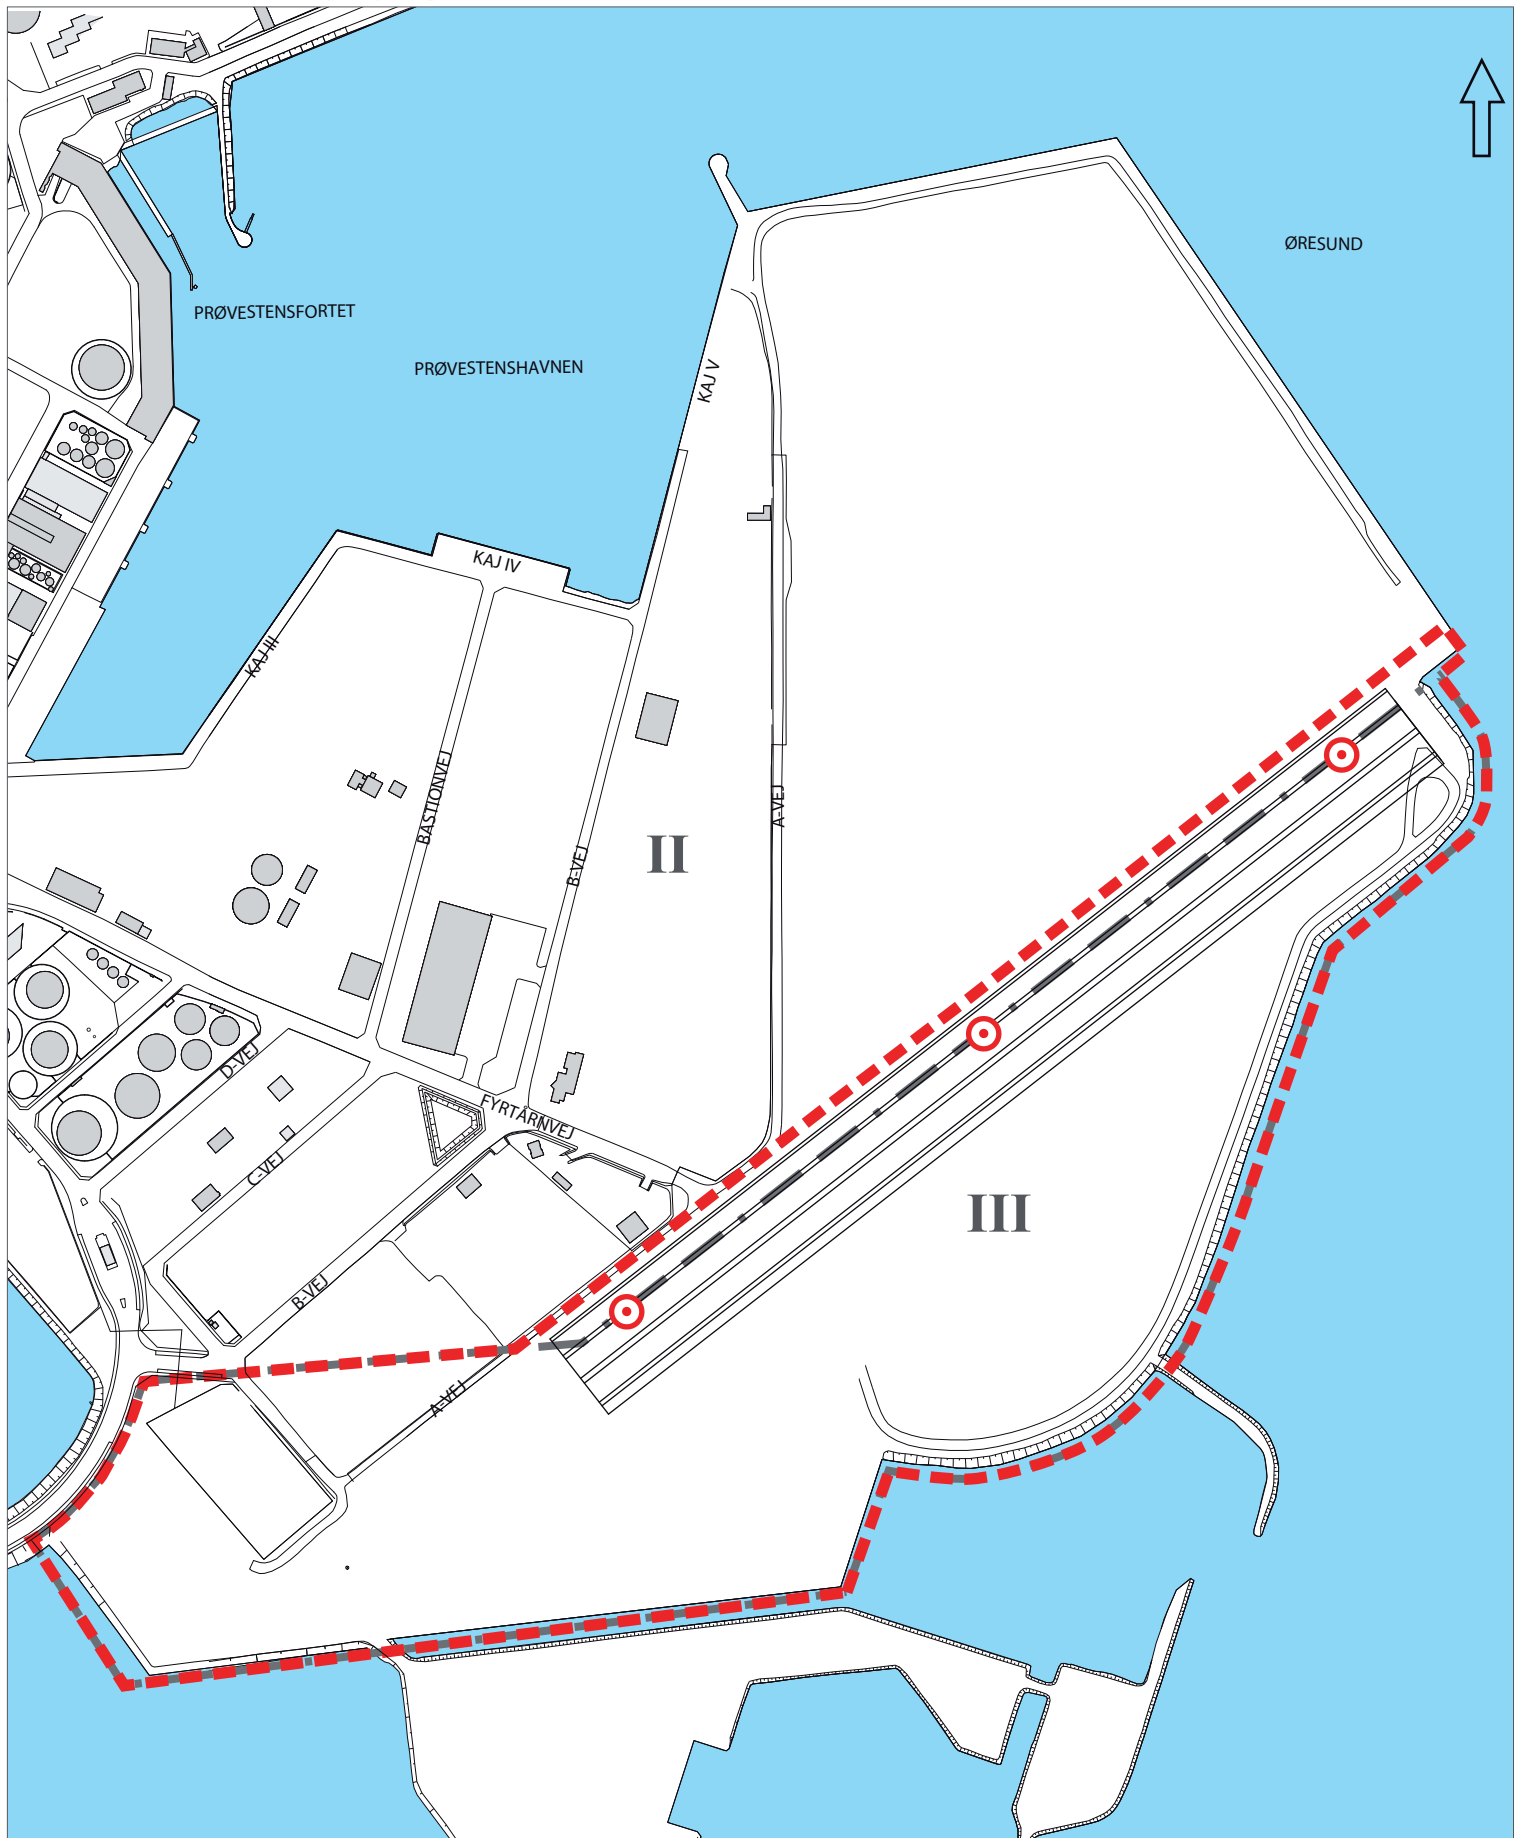 ØRESUND
PRØVESTENSFORTET
PRØVESTENSHAVNEN
KAJ V
KAJ IV
KAJ III
BASTIONVEJ
A-VEJ
B-VEJ
II
D-VEJ
FYRTÅRNVEJ
C-VEJ
III
B-VEJ
A-VEJ